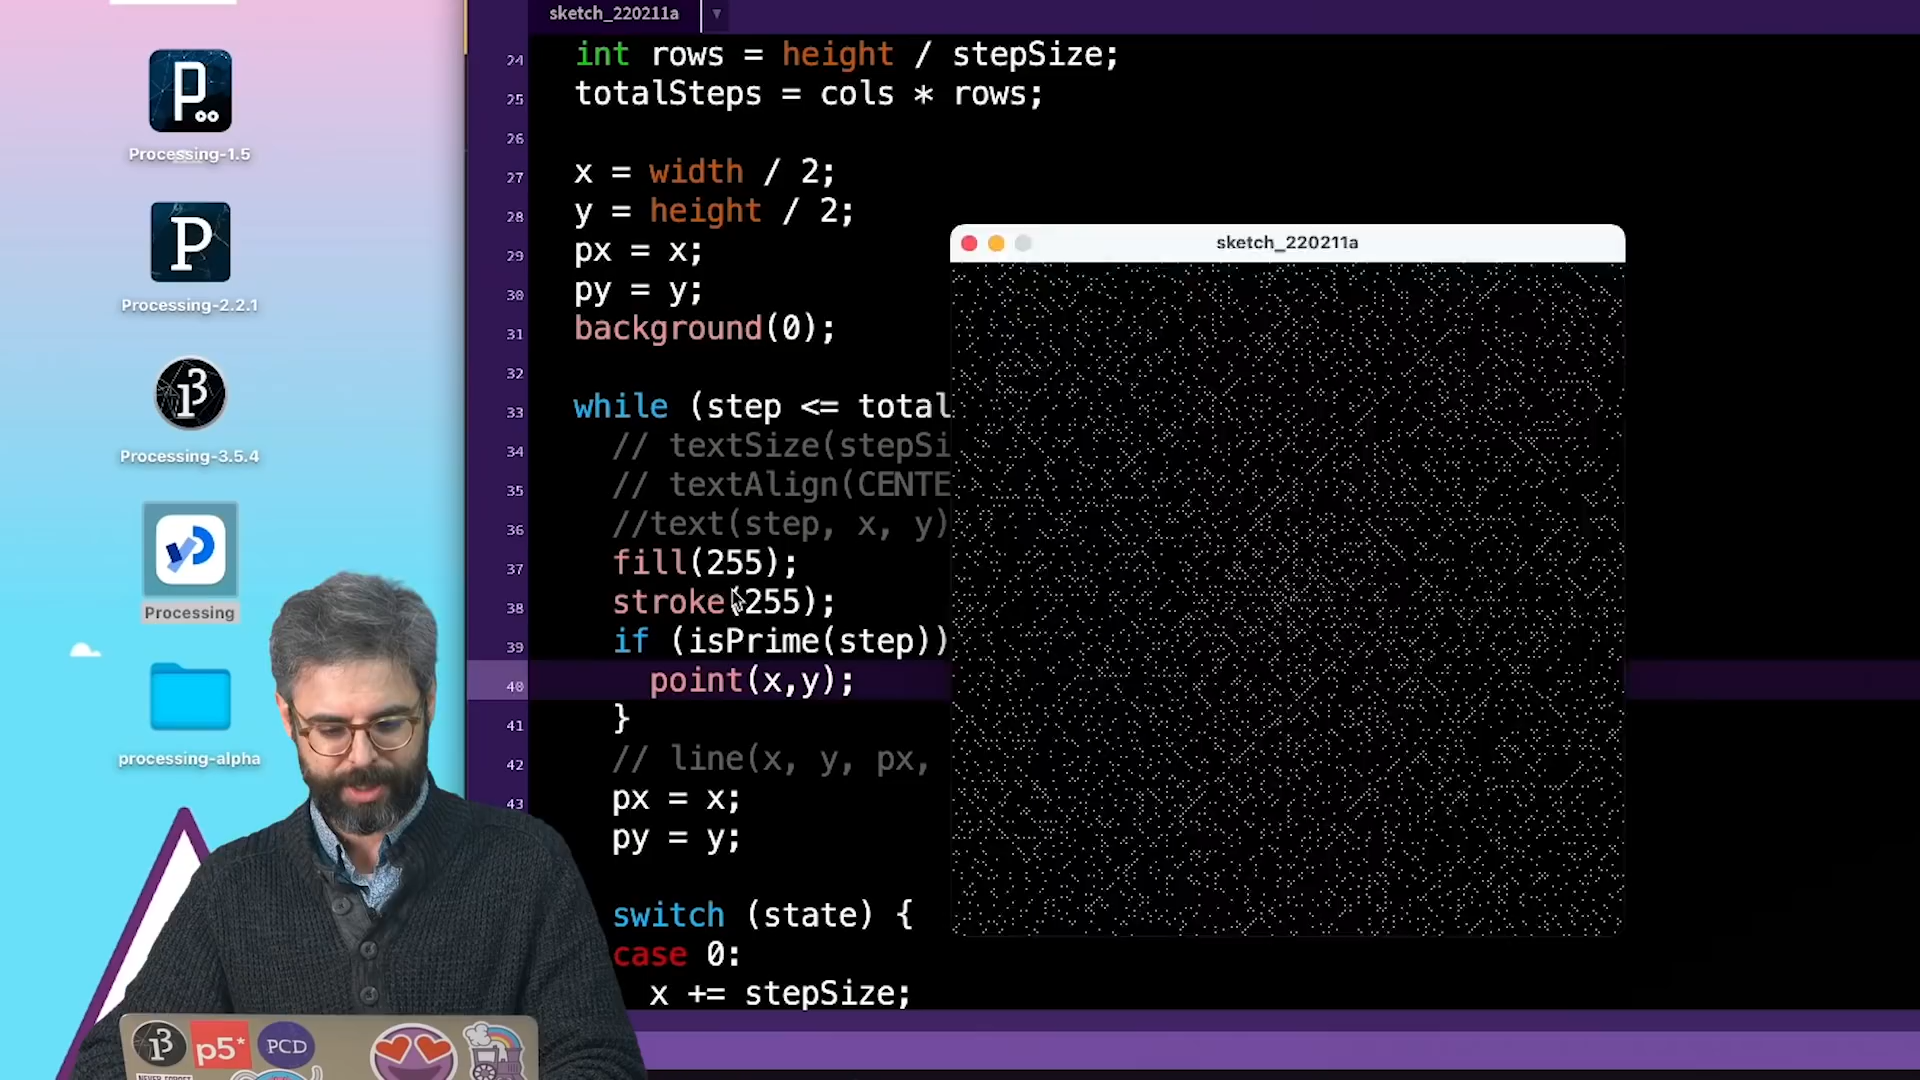 sketch_220211a
Processing-1.5
Processing-2.2.1
Processing-3.5.4
Processing
processing-alpha
24 int rows = height / stepSize;
25 totalSteps = cols * rows;
26
27 x = width / 2;
28 y = height / 2;
29 px = x;
30 py = y;
31 background(0);
32
33 while (step <= total
34 // textSize(stepSi
35 // textAlign(CENTE
36 //text(step, x, y)
37 fill(255);
38 stroke(255);
39 if (isPrime(step))
40 point(x,y);
41 }
42 // line(x, y, px,
43 px = x;
py = y;
switch (state) {
case 0:
x += stepSize;
sketch_220211a
p5*
PCD
NEVER FORGET